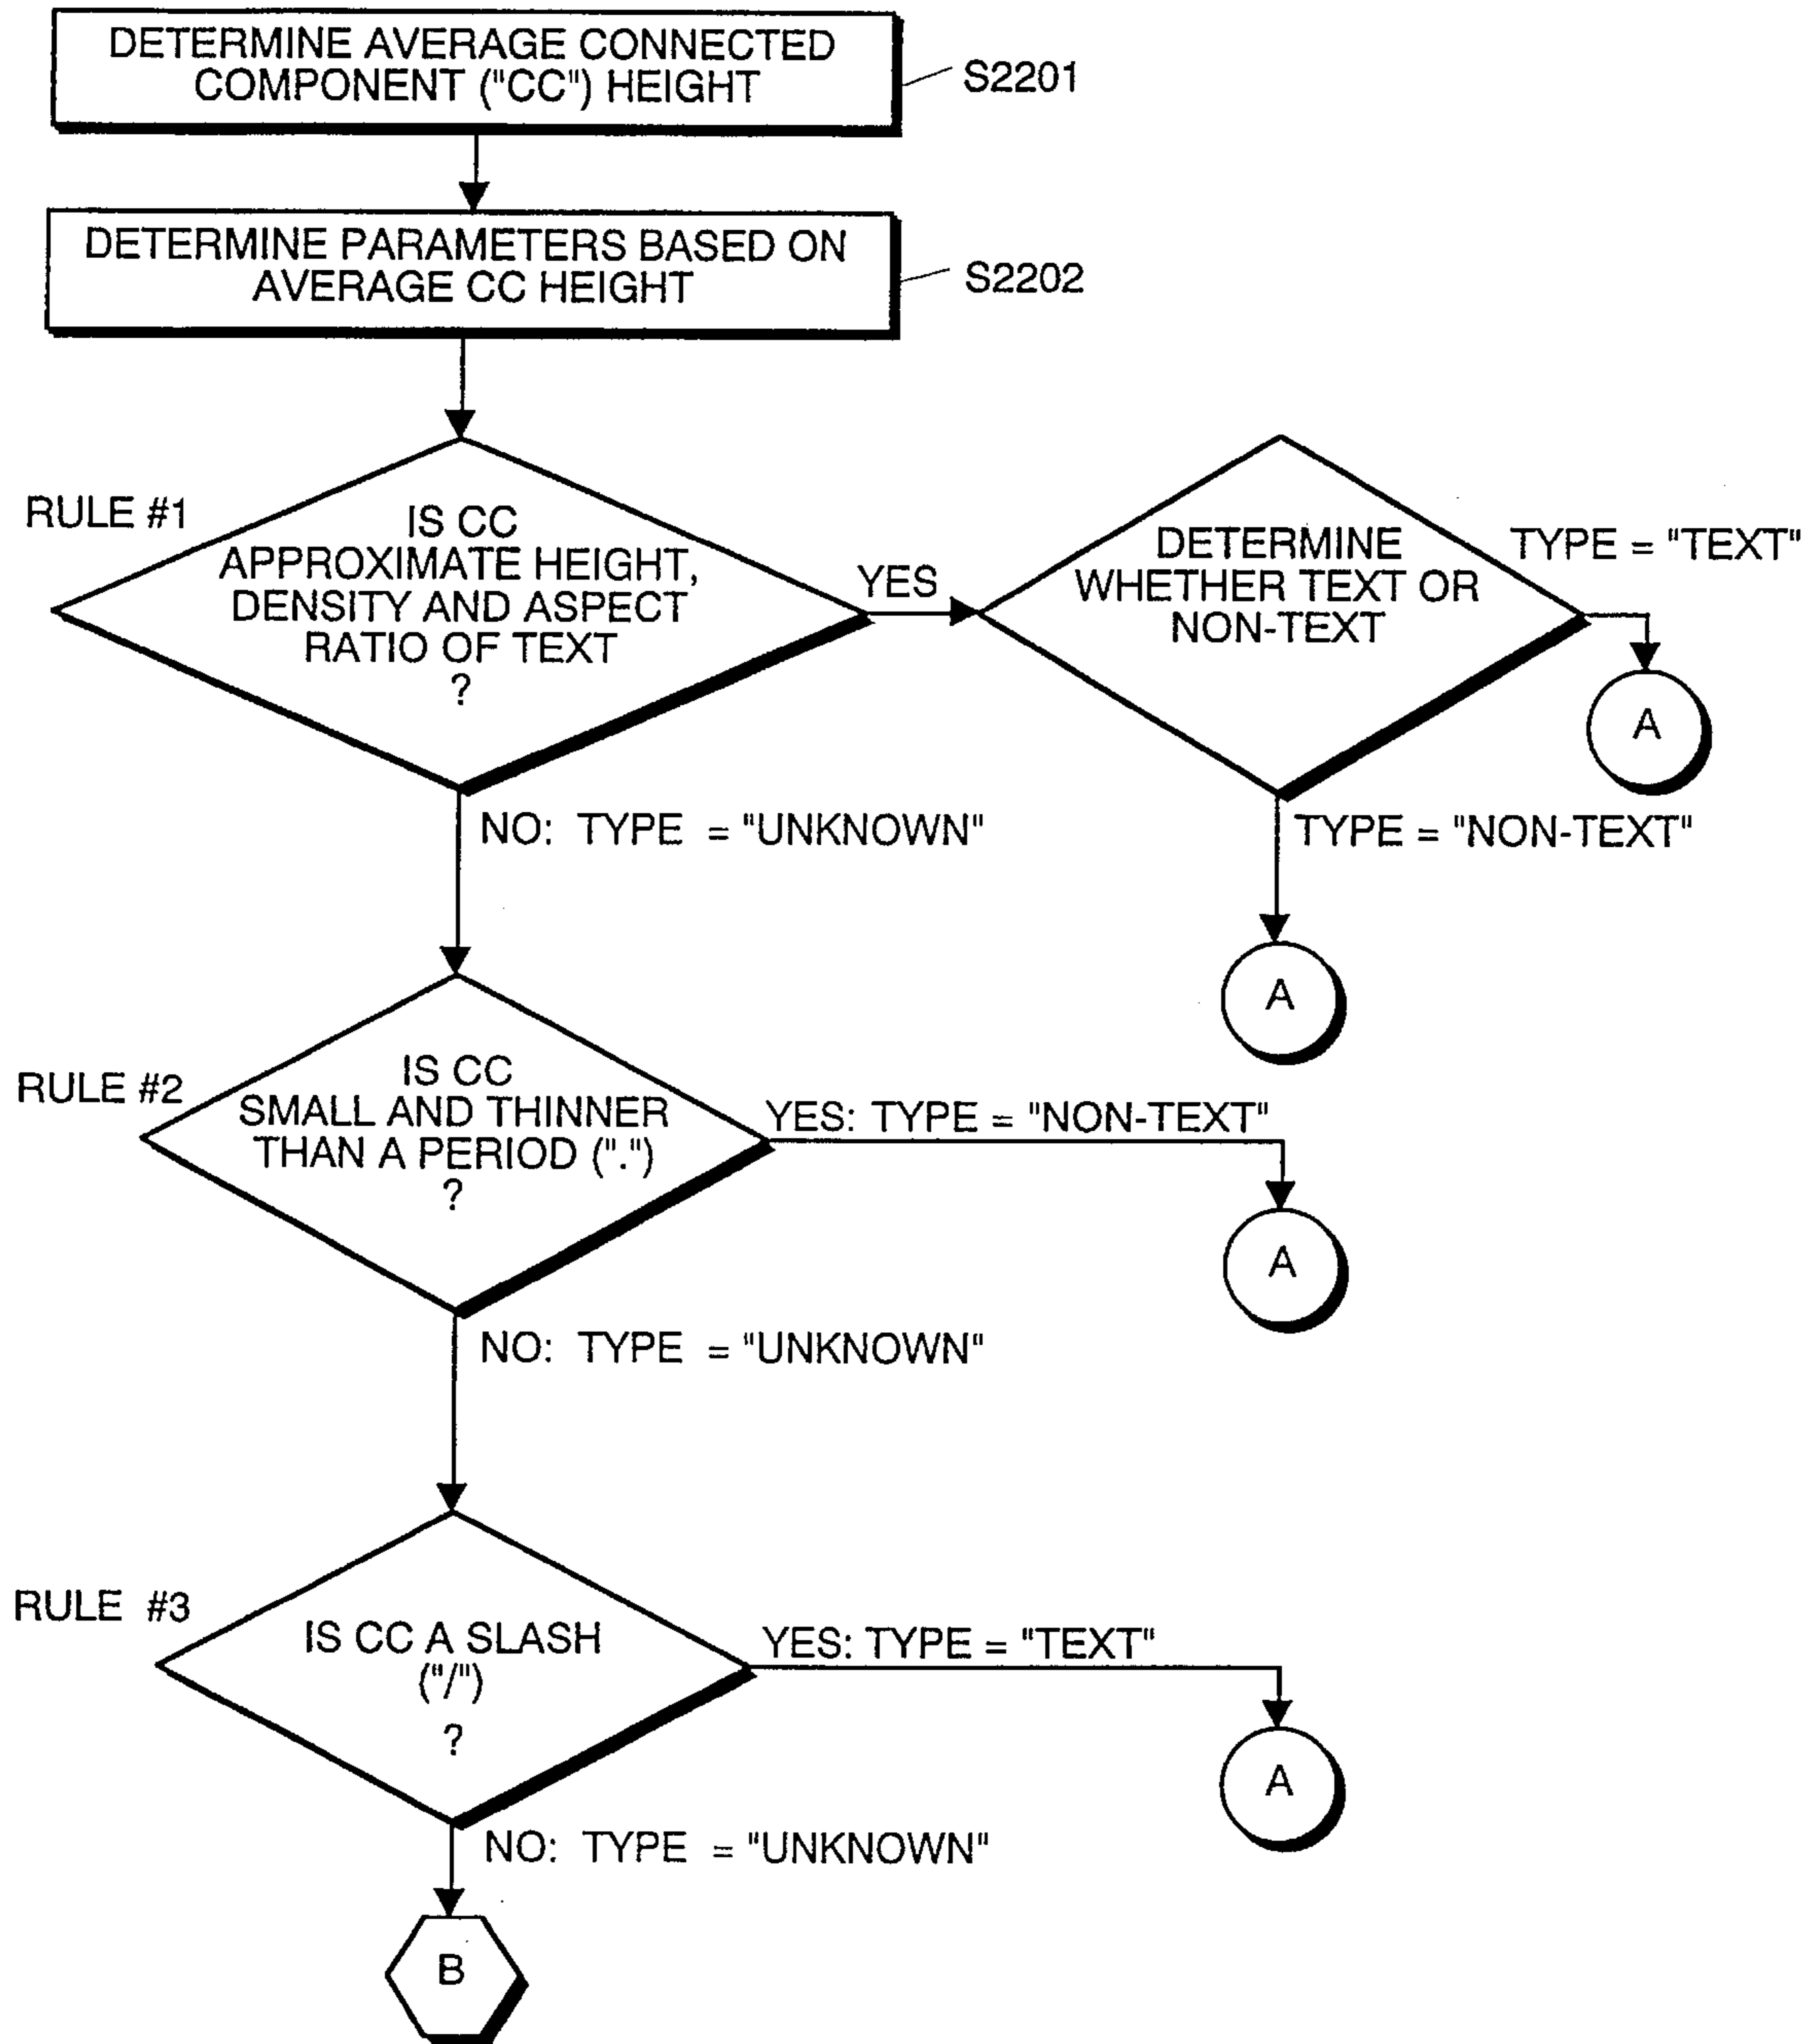 DETERMINE AVERAGE CONNECTED
COMPONENT ("CC") HEIGHT
S2201
DETERMINE PARAMETERS BASED ON
AVERAGE CC HEIGHT
S2202
RULE #1
IS CC
APPROXIMATE HEIGHT,
DENSITY AND ASPECT
RATIO OF TEXT
?
YES
DETERMINE
WHETHER TEXT OR
NON-TEXT
TYPE = "TEXT"
A
NO: TYPE = "UNKNOWN"
TYPE = "NON-TEXT"
A
RULE #2
IS CC
SMALL AND THINNER
THAN A PERIOD (".")
?
YES: TYPE = "NON-TEXT"
A
NO: TYPE = "UNKNOWN"
RULE #3
IS CC A SLASH
("/")
?
YES: TYPE = "TEXT"
A
NO: TYPE = "UNKNOWN"
B